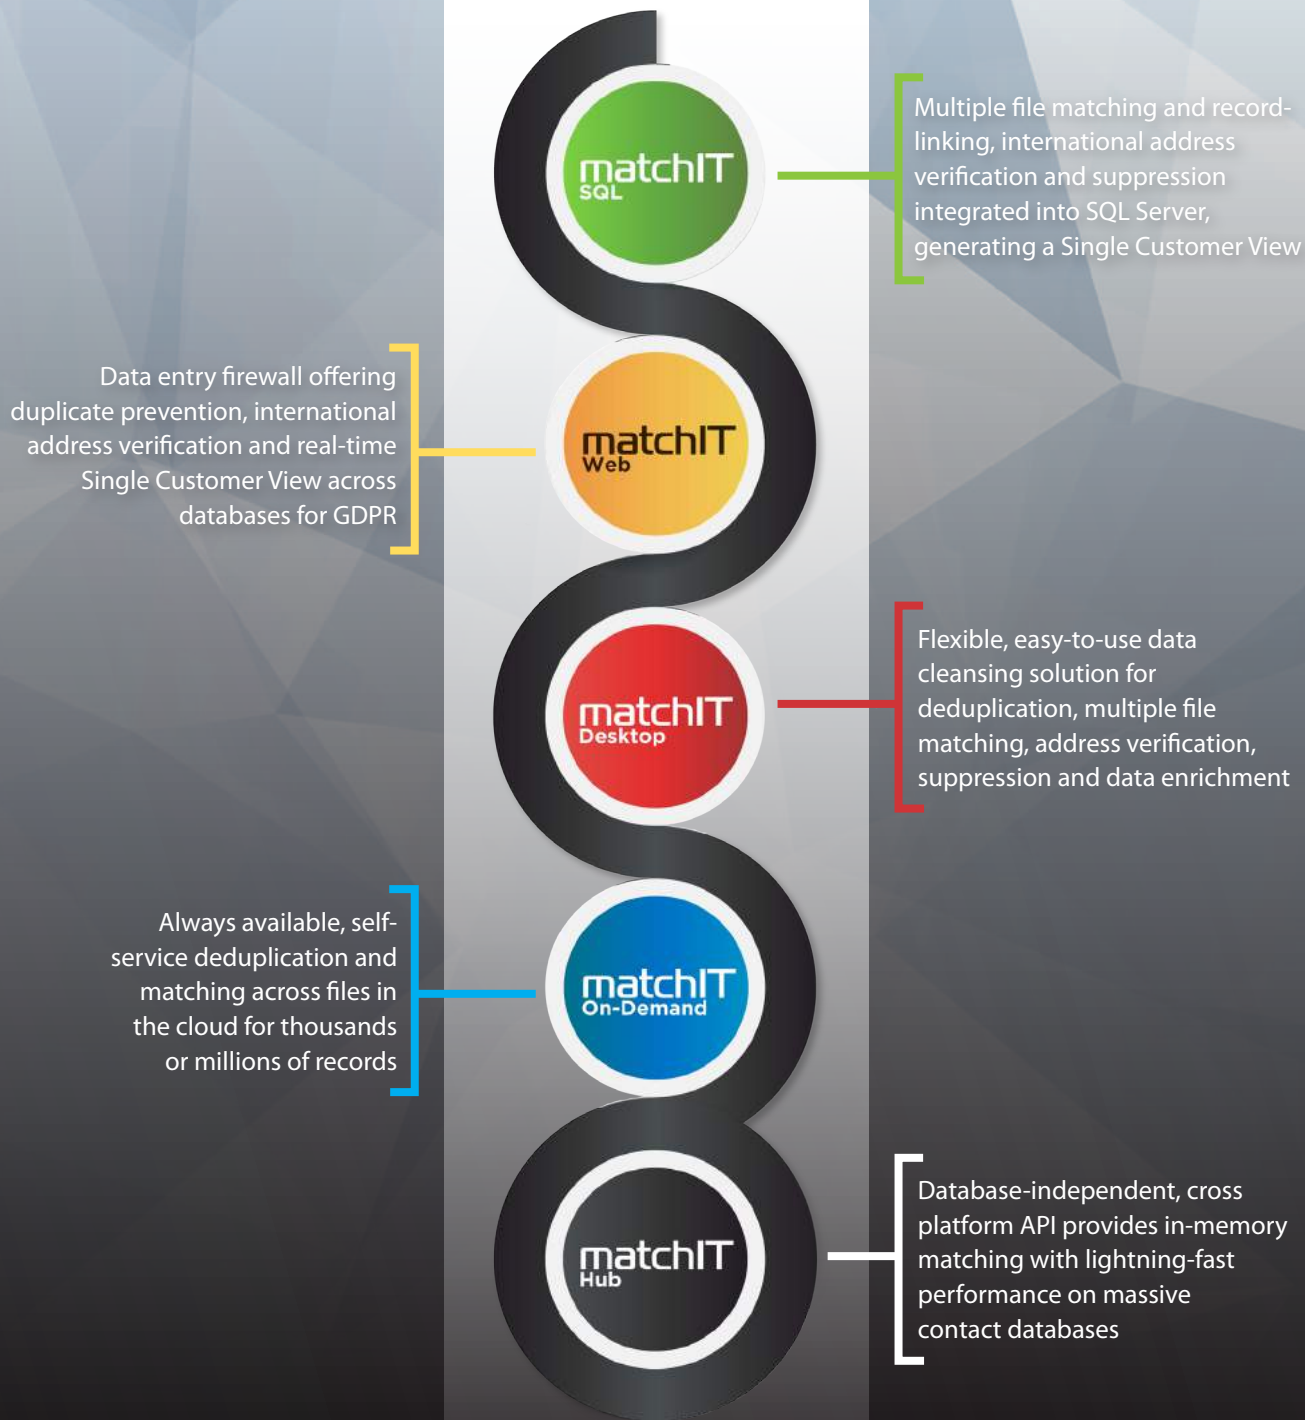 matchIT
SQL
Multiple file matching and record-
linking, international address
verification and suppression
integrated into SQL Server,
generating a Single Customer View
Data entry firewall offering
duplicate prevention, international
address verification and real-time
Single Customer View across
databases for GDPR
matchIT
Web
matchIT
Desktop
Flexible, easy-to-use data
cleansing solution for
deduplication, multiple file
matching, address verification,
suppression and data enrichment
Always available, self-
service deduplication and
matching across files in
the cloud for thousands
or millions of records
matchIT
On-Demand
matchIT
Hub
Database-independent, cross
platform API provides in-memory
matching with lightning-fast
performance on massive
contact databases